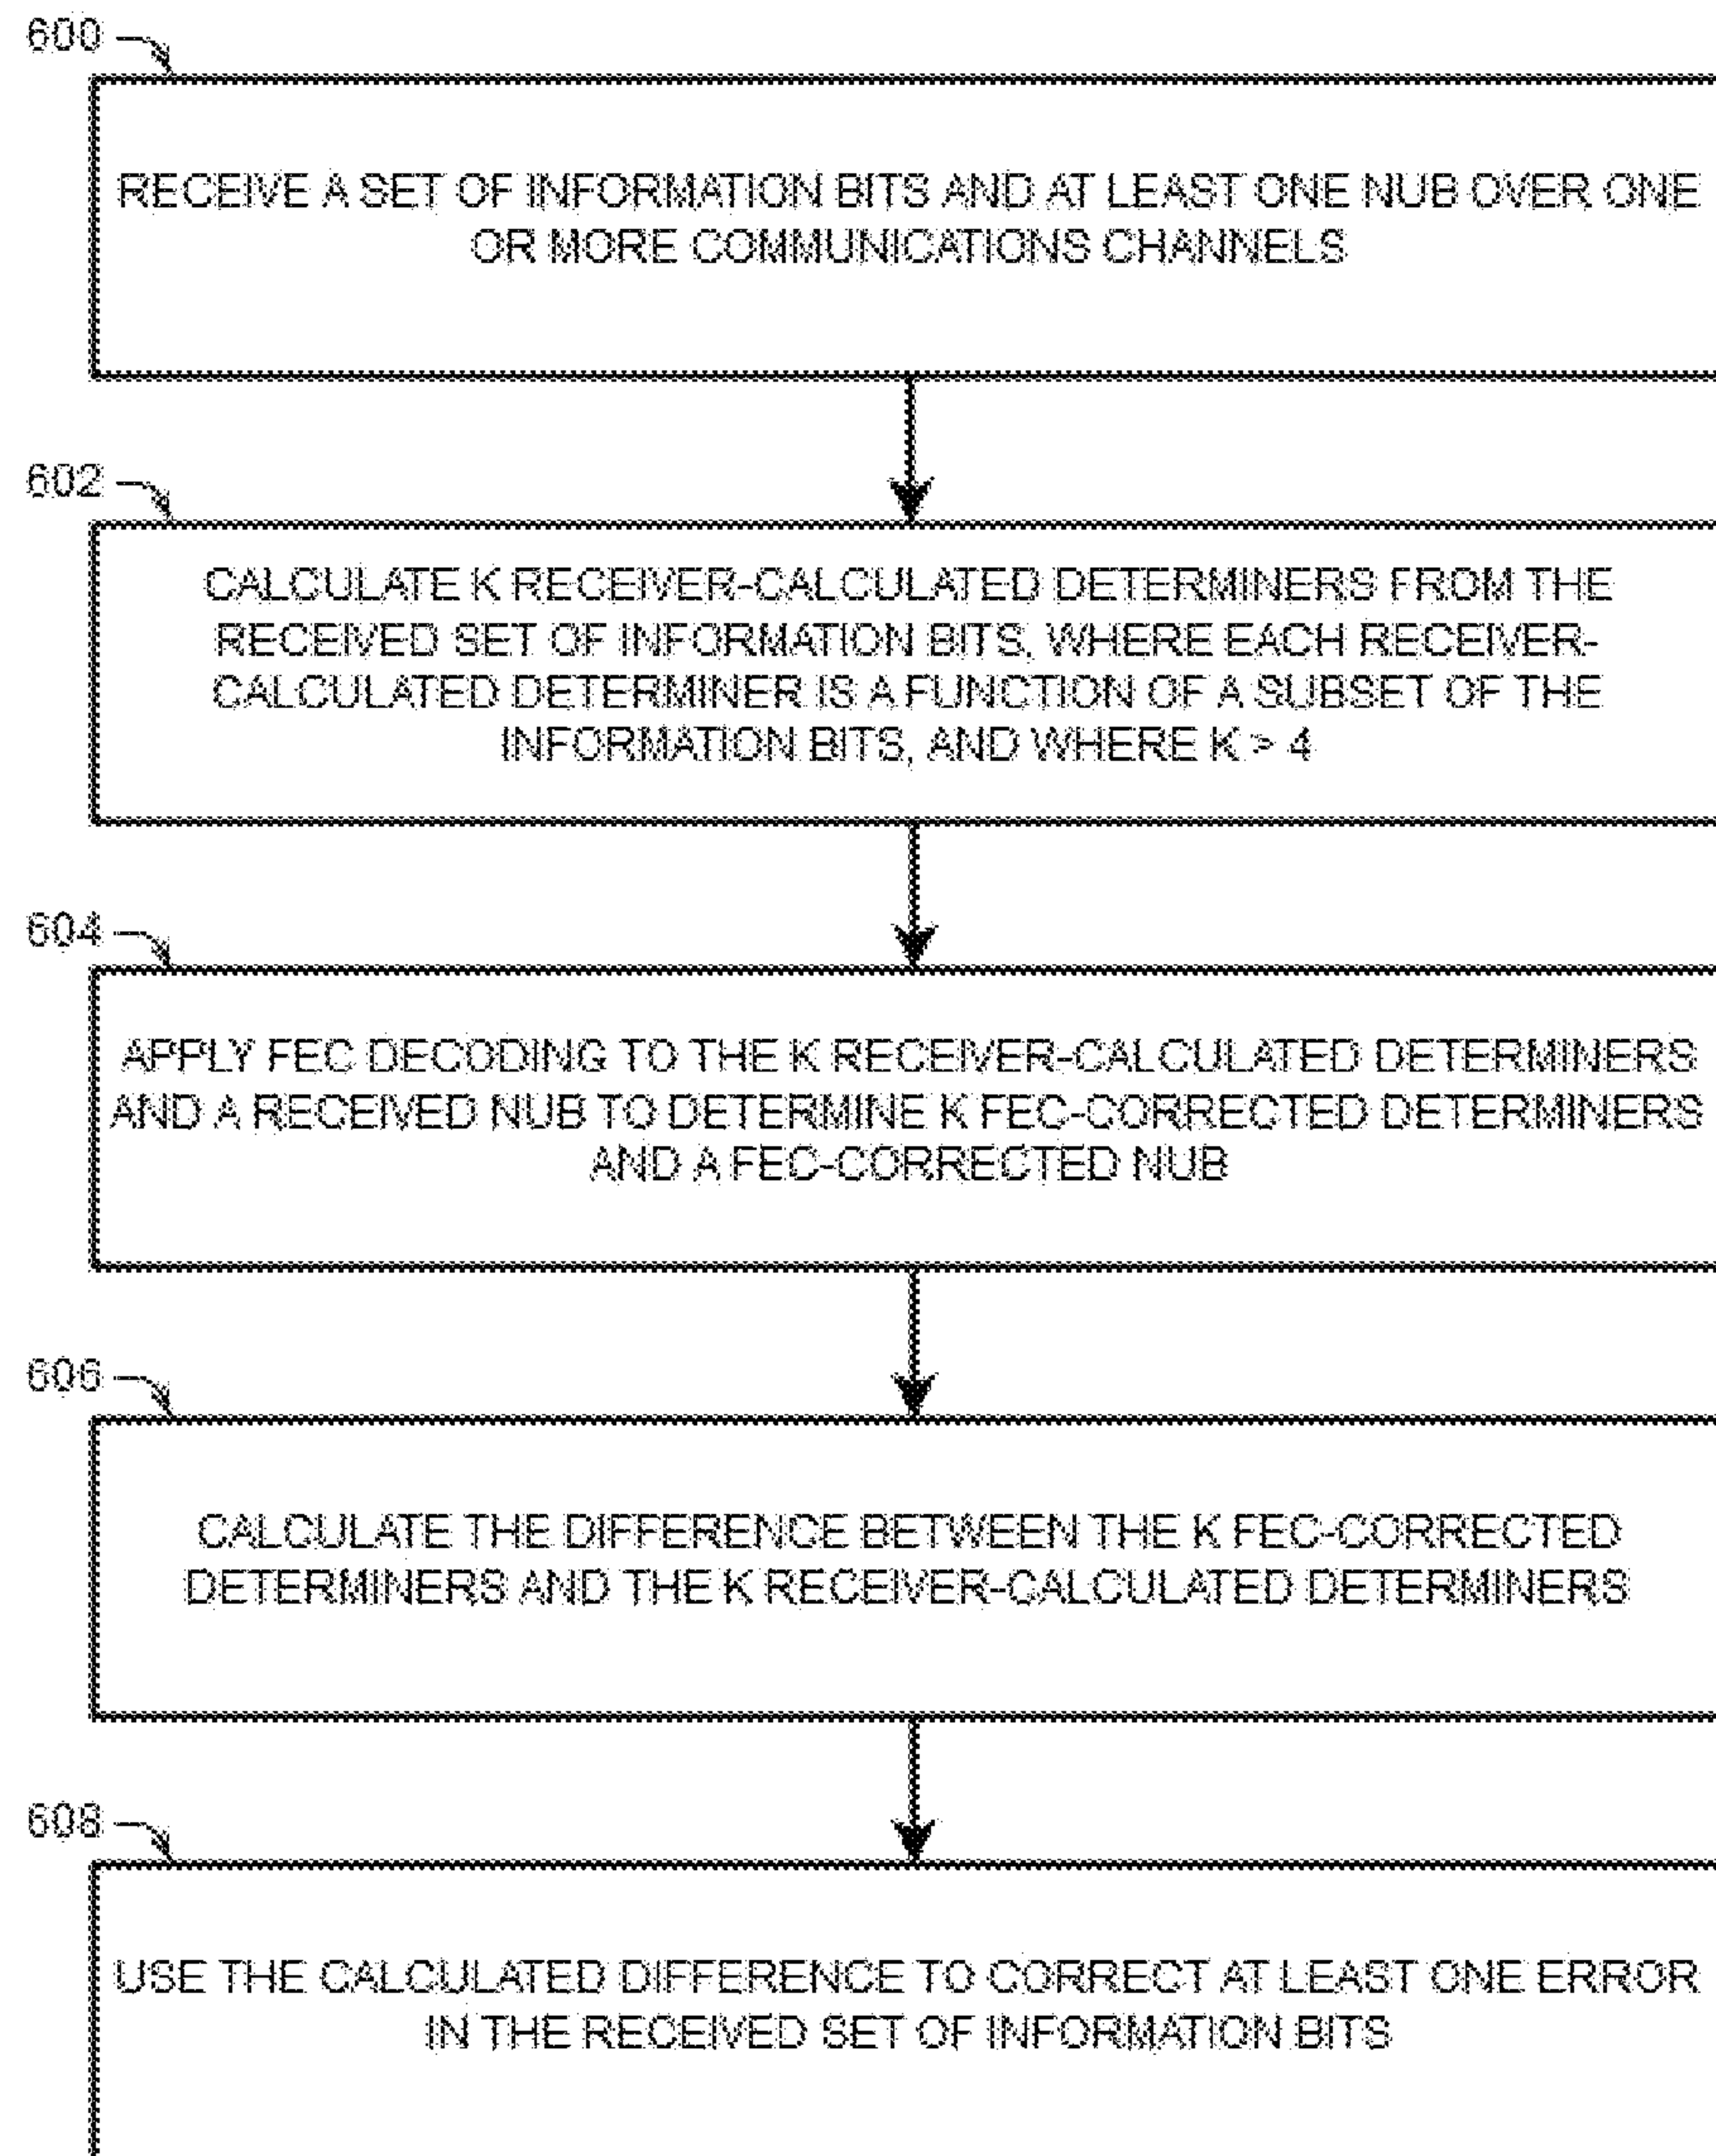 600
RECEIVE A SET OF INFORMATION BITS AND AT LEAST ONE NUB OVER ONE
OR MORE COMMUNICATIONS CHANNELS
602
CALCULATE K RECEIVER-CALCULATED DETERMINERS FROM THE
RECEIVED SET OF INFORMATION BITS, WHERE EACH RECEIVER-
CALCULATED DETERMINER IS A FUNCTION OF A SUBSET OF THE
INFORMATION BITS, AND WHERE K > 4
604
APPLY FEC DECODING TO THE K RECEIVER-CALCULATED DETERMINERS
AND A RECEIVED NUB TO DETERMINE K FEC-CORRECTED DETERMINERS
AND A FEC-CORRECTED NUB
606
CALCULATE THE DIFFERENCE BETWEEN THE K FEC-CORRECTED
DETERMINERS AND THE K RECEIVER-CALCULATED DETERMINERS
608
USE THE CALCULATED DIFFERENCE TO CORRECT AT LEAST ONE ERROR
IN THE RECEIVED SET OF INFORMATION BITS